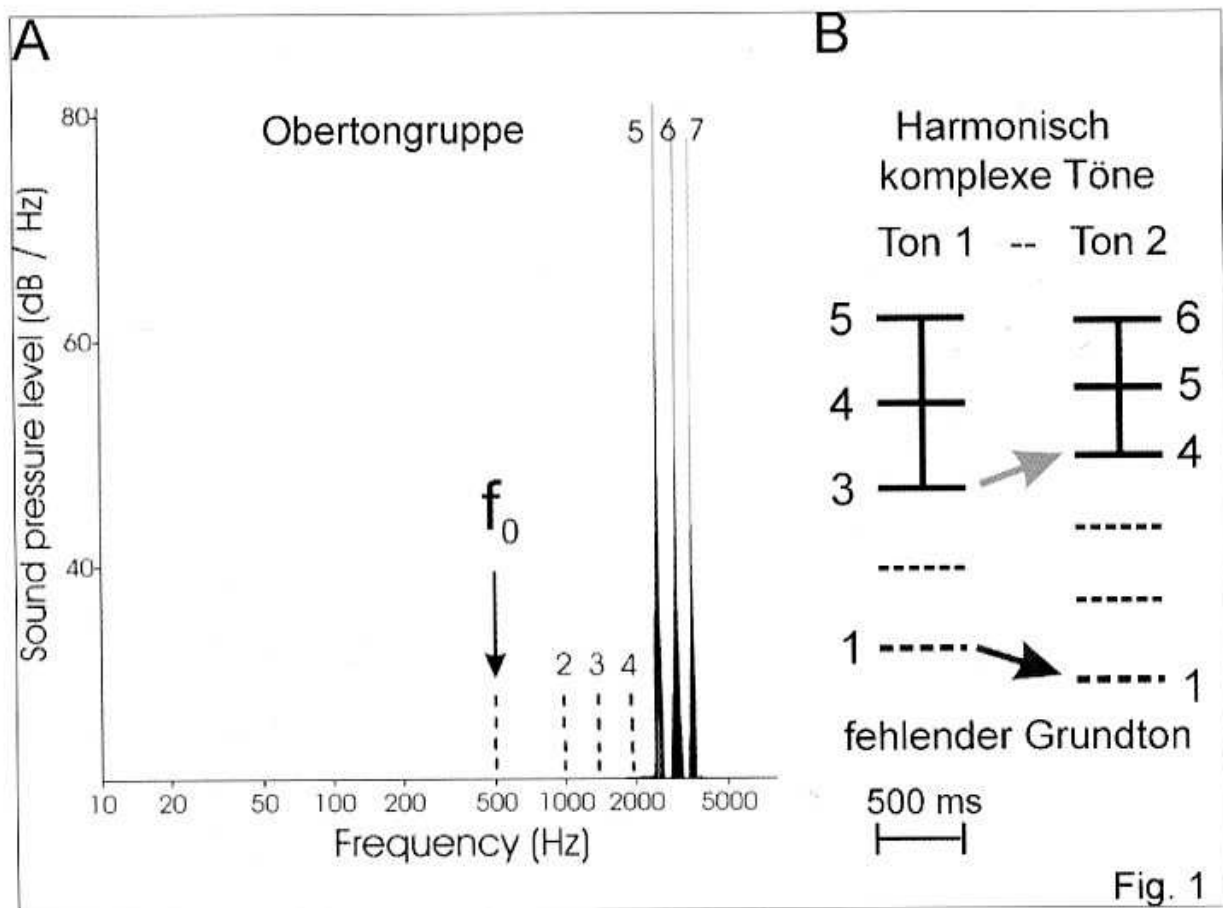 A
Obertongruppe
Sound pressure level (dB / Hz)
80
60
40
5 6 7
f0
2 3 4
10 20 50 100 200 500 1000 2000 5000
Frequency (Hz)
B
Harmonisch
komplexe Töne
Ton 1 -- Ton 2
5
4
3
1
6
5
4
1
fehlender Grundton
500 ms
Fig. 1